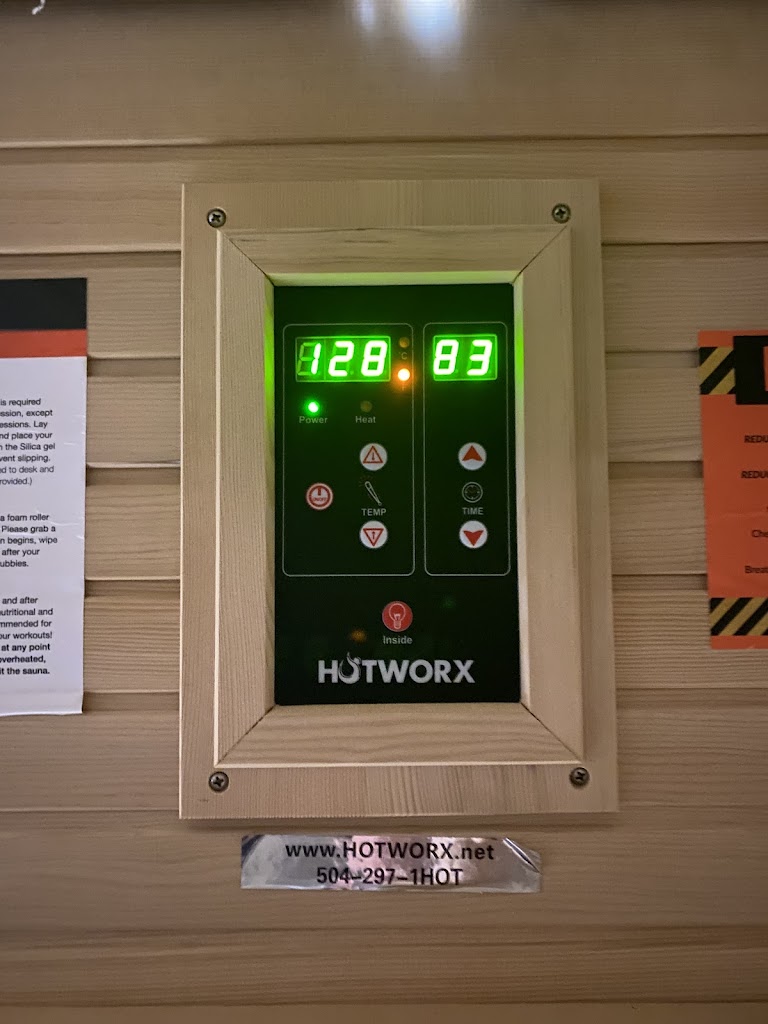 128
83
°C
Power
Heat
TEMP
TIME
Inside
HOTWORX
www.HOTWORX.net
504-297-1HOT
is required
ssion, except
essions. Lay
nd place your
n the Silica gel
vent slipping.
ed to desk and
rovided.)
a foam roller
Please grab a
n begins, wipe
after your
ubbies.
and after
utritional and
mmended for
our workouts!
at any point
overheated,
it the sauna.
REDU
REDU
Che
Breat